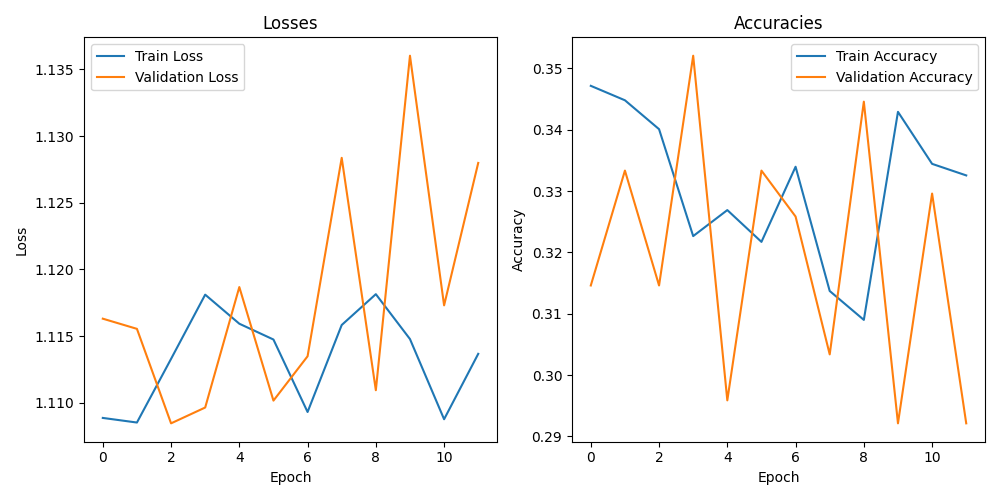 Losses
Train Loss
Validation Loss
1.135
1.130
1.125
1.120
1.115
1.110
Loss
0 2 4 6 8 10
Epoch
Accuracies
Train Accuracy
Validation Accuracy
0.35
0.34
0.33
0.32
0.31
0.30
0.29
Accuracy
0 2 4 6 8 10
Epoch